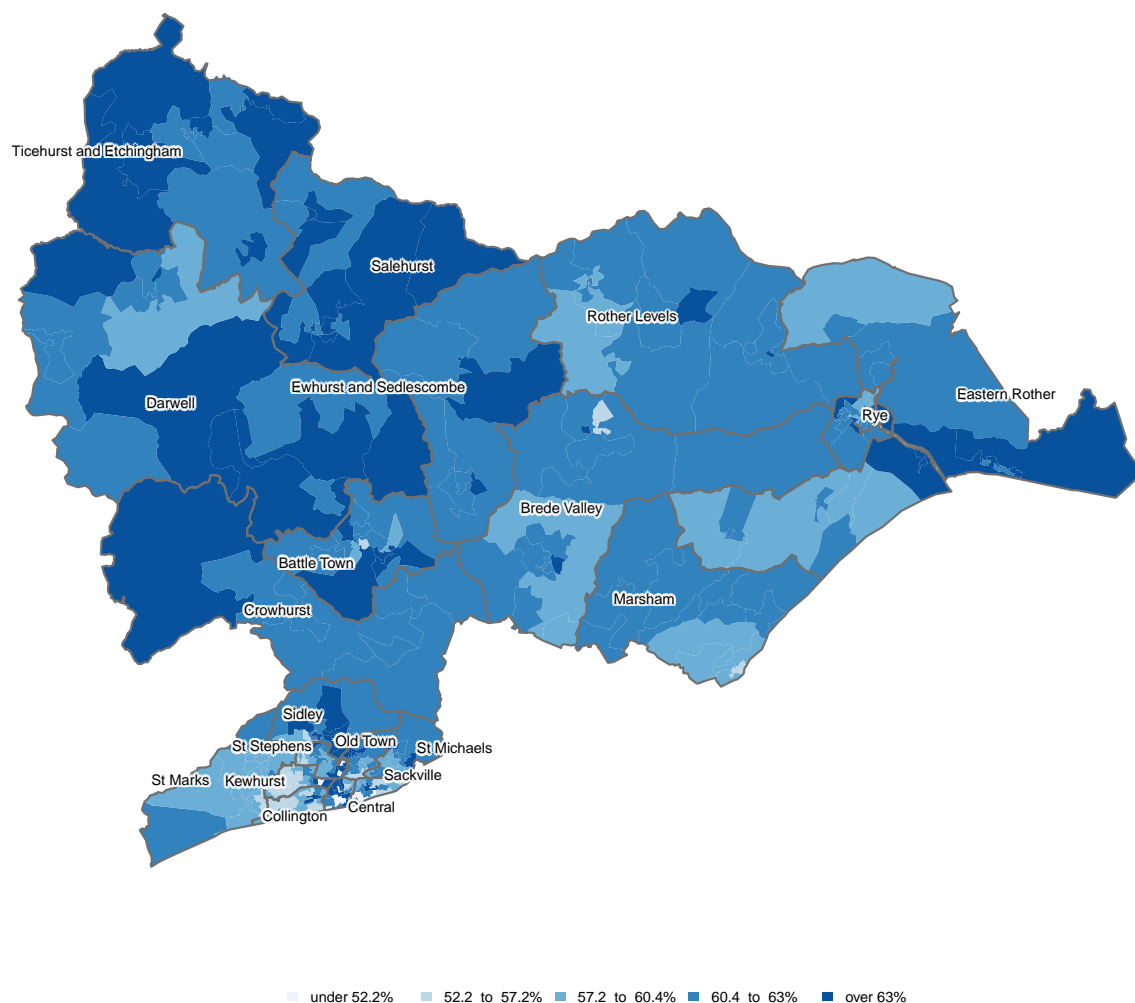 Ticehurst and Etchingham
Salehurst
Rother Levels
Ewhurst and Sedlescombe
Eastern Rother
Darwell
Rye
Brede Valley
Battle Town
Marsham
Crowhurst
Sidley
Old Town
St Stephens
St Michaels
Sackville
St Marks
Kewhurst
Central
Collington
under 52.2%
52.2 to 57.2%
57.2 to 60.4%
60.4 to 63%
over 63%